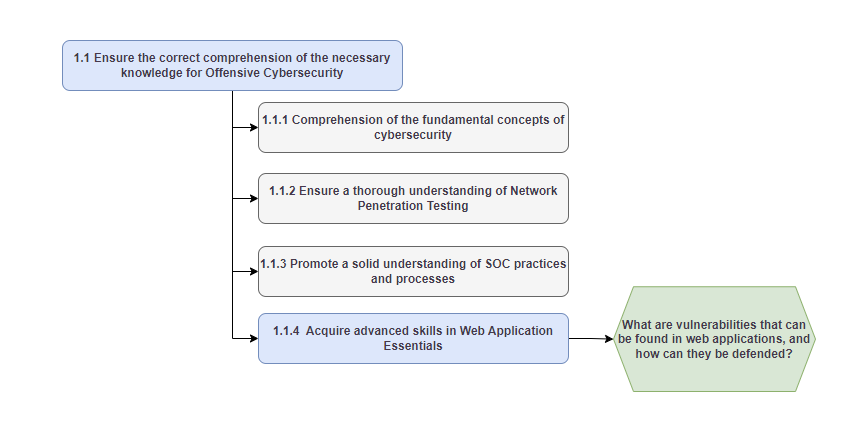 1.1 Ensure the correct comprehension of the necessary
knowledge for Offensive Cybersecurity
1.1.1 Comprehension of the fundamental concepts of
cybersecurity
1.1.2 Ensure a thorough understanding of Network
Penetration Testing
1.1.3 Promote a solid understanding of SOC practices
and processes
1.1.4 Acquire advanced skills in Web Application
Essentials
What are vulnerabilities that can
be found in web applications, and
how can they be defended?